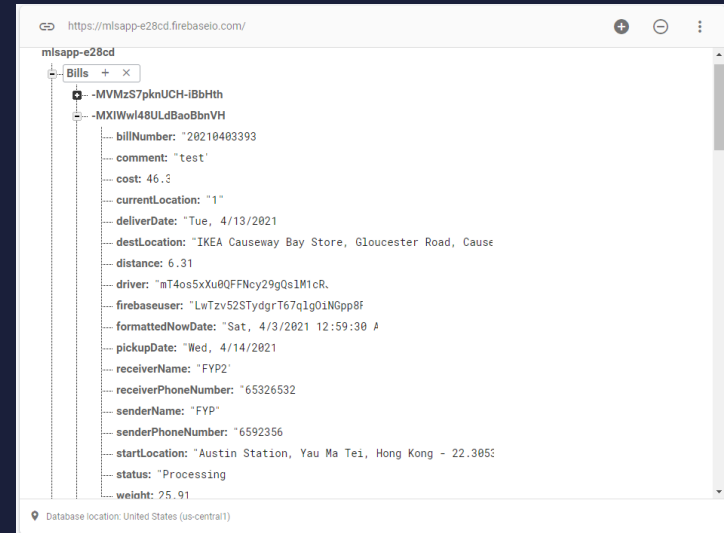 https://mlsapp-e28cd.firebaseio.com/
mlsapp-e28cd
Bills + ×
-MVMzS7pknUCH-iBbHth
-MXIWwl48ULdBaoBbnVH
billNumber: "20210403393
comment: "test'
cost: 46.3
currentLocation: "1"
deliverDate: "Tue, 4/13/2021
destLocation: "IKEA Causeway Bay Store, Gloucester Road, Cause
distance: 6.31
driver: "mT4os5xXu0QFFNcy29gQslM1cR
firebaseuser: "LwTzv52STydgrT67qlgOiNGpp8F
formattedNowDate: "Sat, 4/3/2021 12:59:30 A
pickupDate: "Wed, 4/14/2021
receiverName: "FYP2'
receiverPhoneNumber: "65326532
senderName: "FYP"
senderPhoneNumber: "6592356
startLocation: "Austin Station, Yau Ma Tei, Hong Kong - 22.3053
status: "Processing
weight: 25.91
Database location: United States (us-central1)